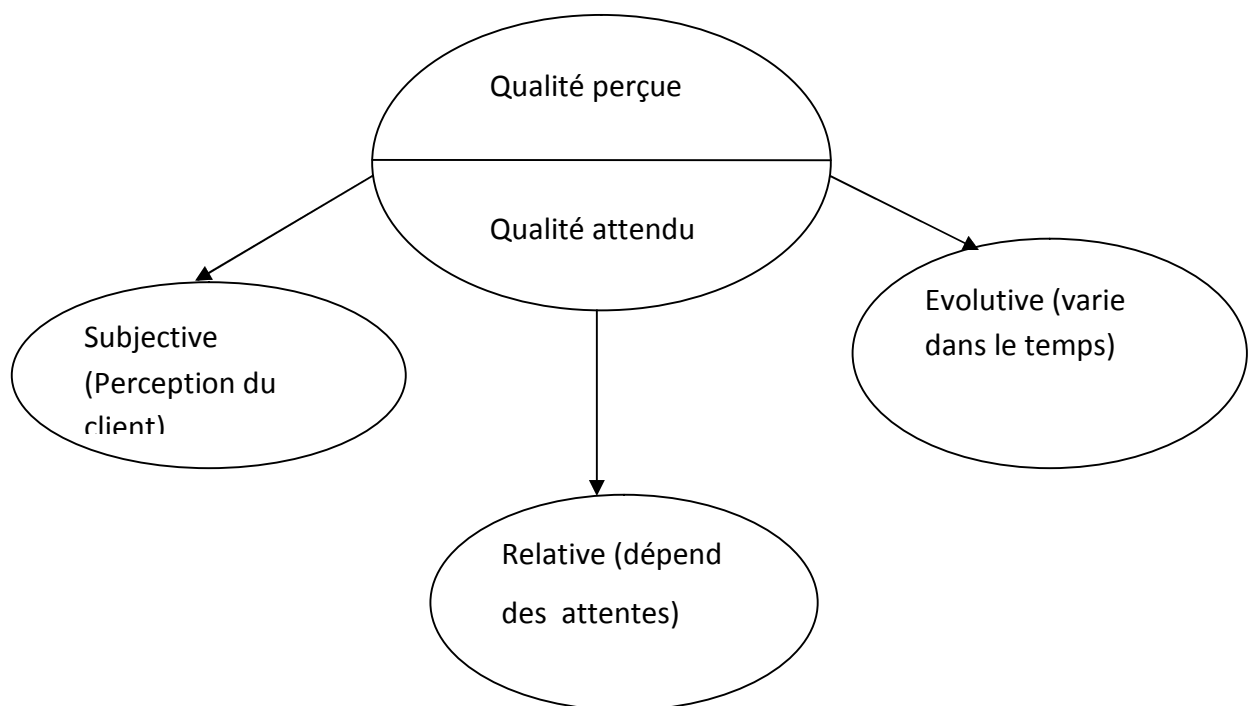 Qualité perçue
Qualité attendu
Subjective
(Perception du
client)
Evolutive (varie
dans le temps)
Relative (dépend
des attentes)